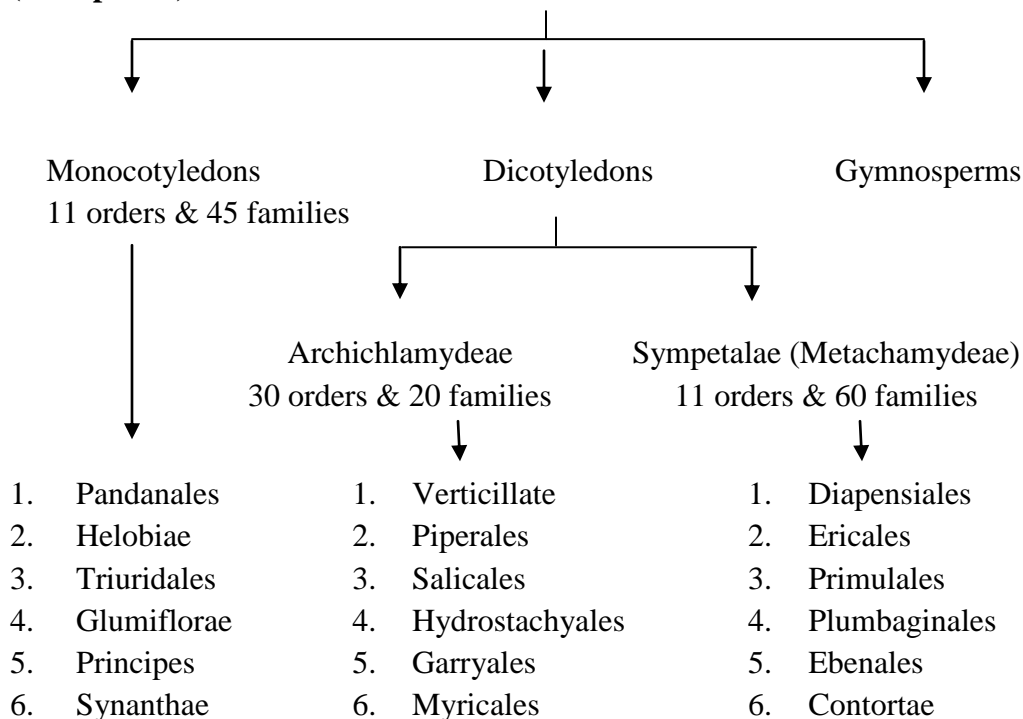 Monocotyledons Dicotyledons Gymnosperms
11 orders & 45 families
Archichlamydeae Sympetalae (Metachamydeae)
30 orders & 20 families 11 orders & 60 families
1. Pandanales 1. Verticillate 1. Diapensiales
2. Helobiae 2. Piperales 2. Ericales
3. Triuridales 3. Salicales 3. Primulales
4. Glumiflorae 4. Hydrostachyales 4. Plumbaginales
5. Principes 5. Garryales 5. Ebenales
6. Synanthae 6. Myricales 6. Contortae